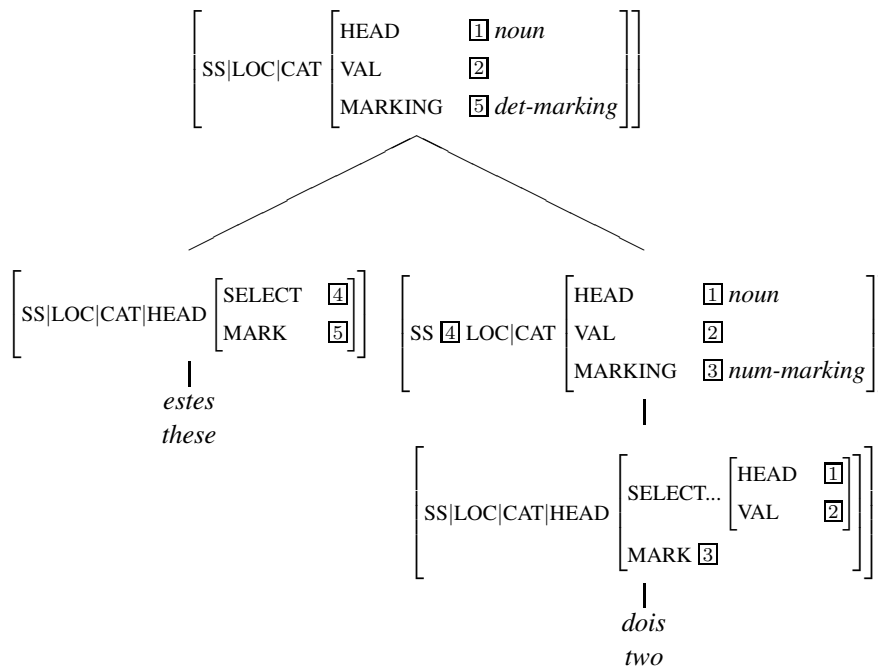 HEAD 1 noun
SS|LOC|CAT VAL 2
MARKING 5 det-marking
SS|LOC|CAT|HEAD SELECT 4
MARK 5
estes
these
HEAD 1 noun
SS 4 LOC|CAT VAL 2
MARKING 3 num-marking
SS|LOC|CAT|HEAD SELECT... HEAD 1
VAL 2
MARK 3
dois
two